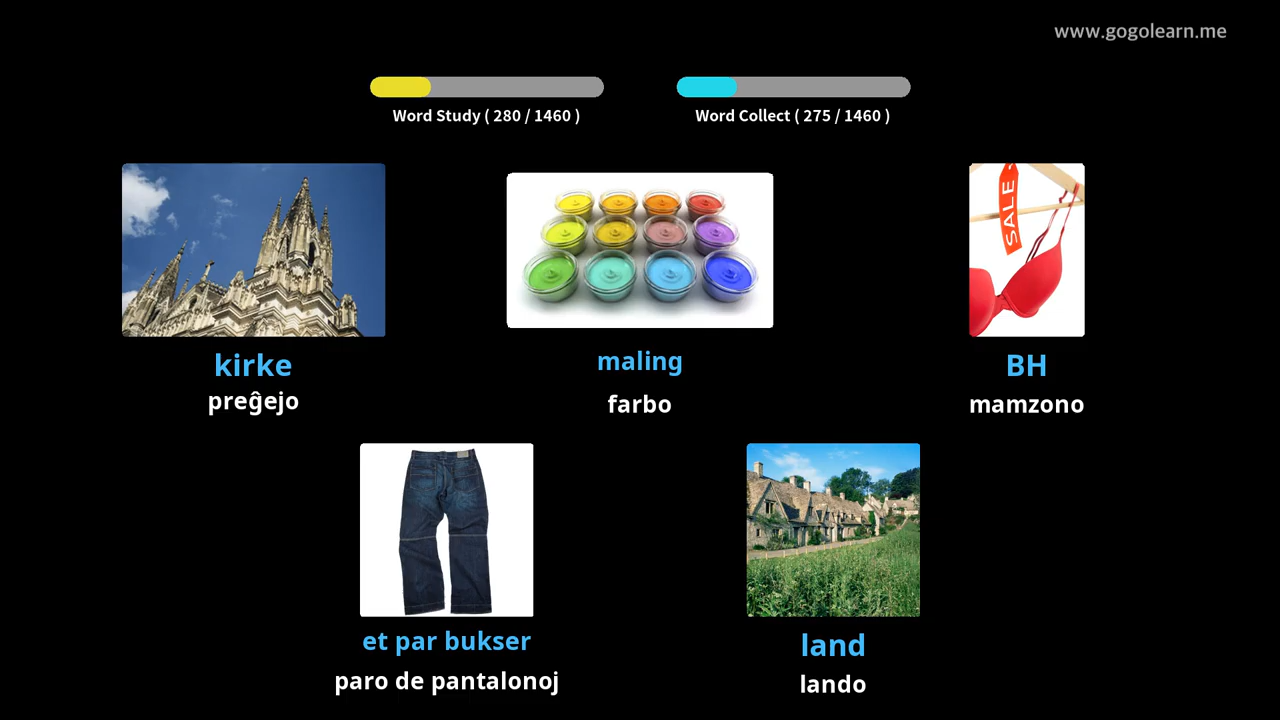 www.gogolearn.me
Word Study ( 280 / 1460 )
Word Collect ( 275 / 1460 )
SALE
kirke
preĝejo
maling
farbo
BH
mamzono
et par bukser
paro de pantalonoj
land
lando